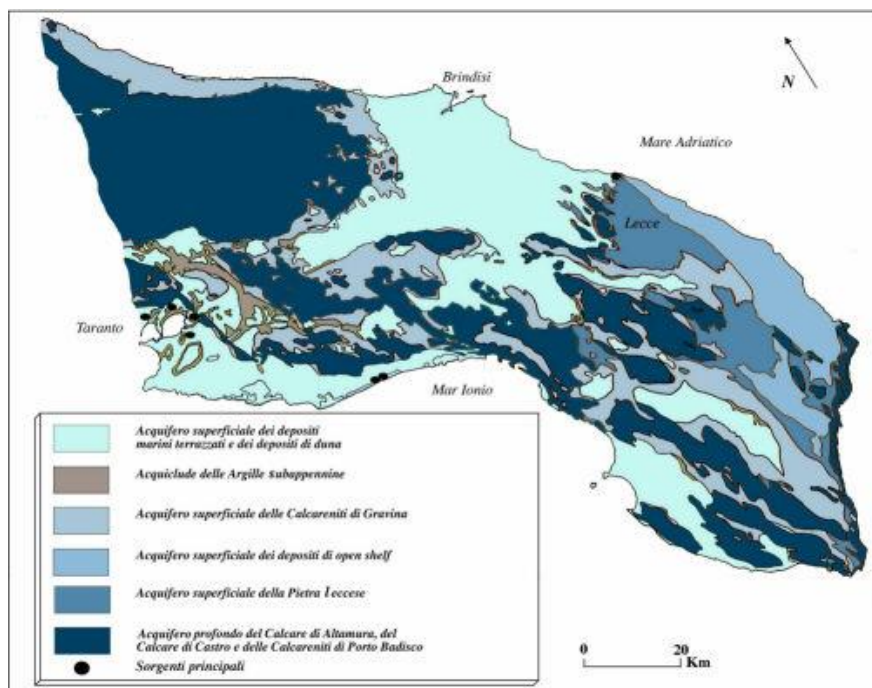 Brindisi
N
Mare Adriatico
Lecce
Taranto
Mar Ionio
Acquifero superficiale dei depositi
marini terrazzati e dei depositi di duna
Acquiclude delle Argille subappennine
Acquifero superficiale delle Calcareniti di Gravina
Acquifero superficiale dei depositi di open shelf
Acquifero superficiale della Pietra leccese
Acquifero profondo del Calcare di Altamura, del
Calcare di Castro e delle Calcareniti di Porto Badisco
Sorgenti principali
0 20
Km